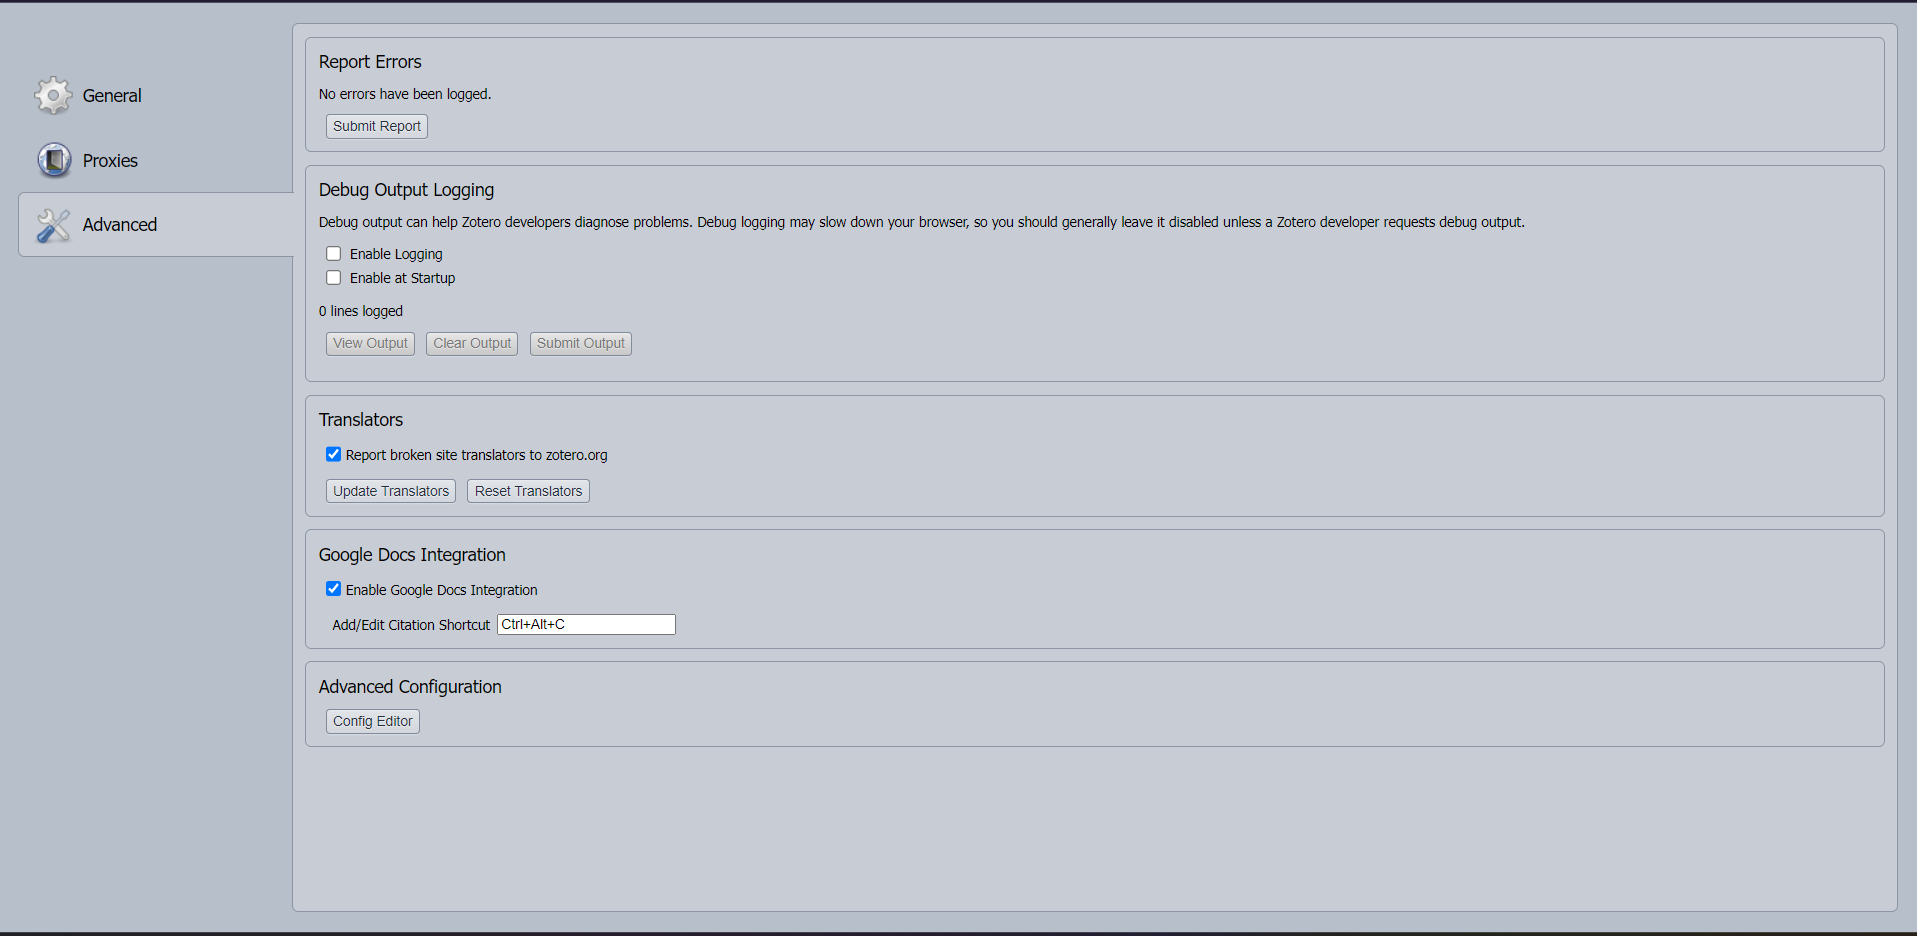 General
Proxies
Advanced
Report Errors
No errors have been logged.
Submit Report
Debug Output Logging
Debug output can help Zotero developers diagnose problems. Debug logging may slow down your browser, so you should generally leave it disabled unless a Zotero developer requests debug output.
Enable Logging
Enable at Startup
0 lines logged
View Output Clear Output Submit Output
Translators
Report broken site translators to zotero.org
Update Translators Reset Translators
Google Docs Integration
Enable Google Docs Integration
Add/Edit Citation Shortcut Ctrl+Alt+C
Advanced Configuration
Config Editor